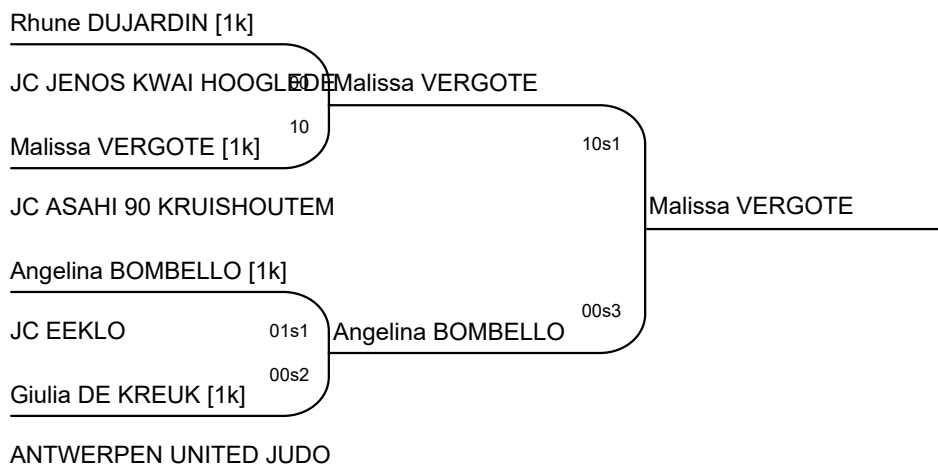 Rhune DUJARDIN [1k]
JC JENOS KWAI HOOGLEDE
00
Malissa VERGOTE
10
Malissa VERGOTE [1k]
10s1
JC ASAHI 90 KRUISHOUTEM
Malissa VERGOTE
Angelina BOMBELLO [1k]
00s3
JC EEKLO
01s1
Angelina BOMBELLO
00s2
Giulia DE KREUK [1k]
ANTWERPEN UNITED JUDO